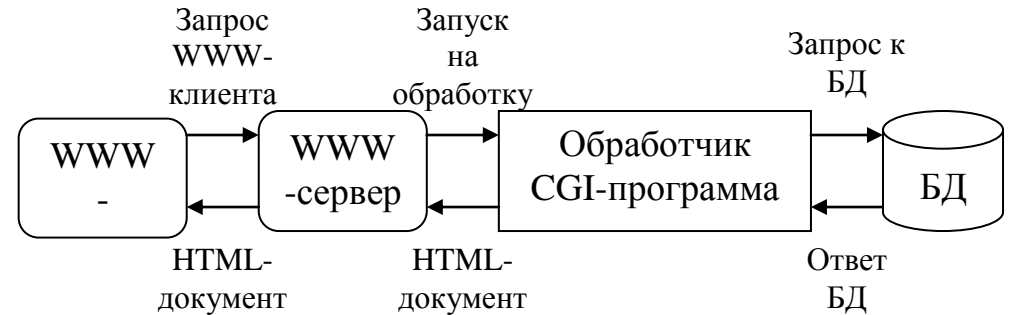 Запрос
WWW-
клиента
Запуск
на
обработку
Запрос к
БД
WWW
-
WWW
-сервер
Обработчик
CGI-программа
БД
HTML-
документ
HTML-
документ
Ответ
БД